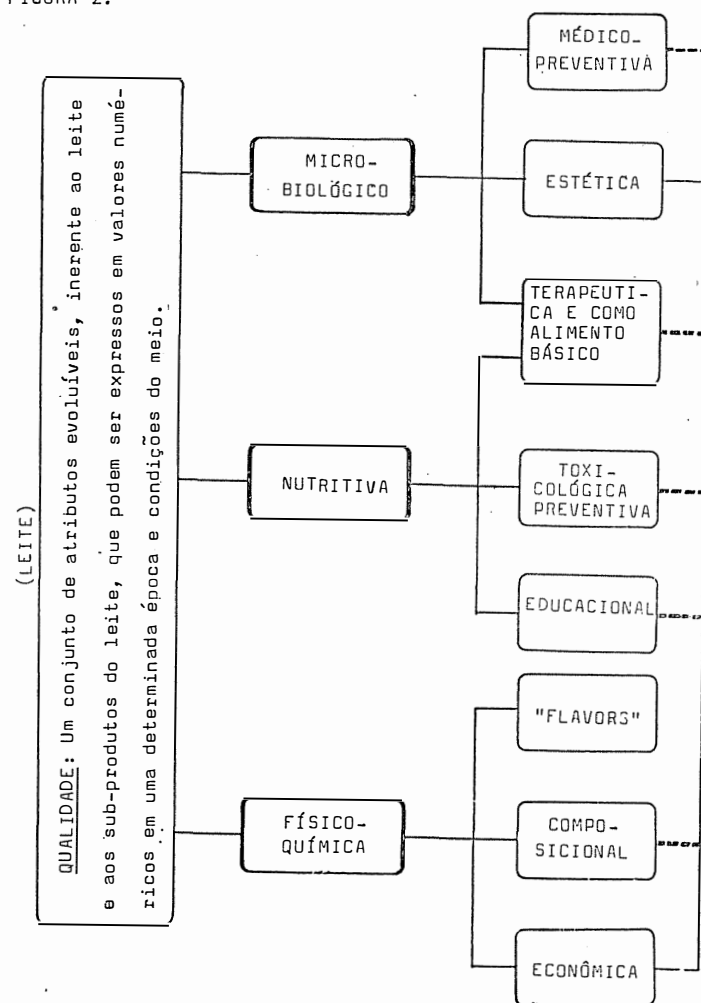 FIGURA 2.
(LEITE)
QUALIDADE: Um conjunto de atributos evoluíveis, inerente ao leite
e aos sub-produtos do leite, que podem ser expressos em valores numé-
ricos em uma determinada época e condições do meio.
MICRO-
BIOLÓGICO
NUTRITIVA
FÍSICO-
QUÍMICA
MÉDICO-
PREVENTIVA
ESTÉTICA
TERAPEUTI-
CA E COMO
ALIMENTO
BÁSICO
TOXI-
COLÓGICA
PREVENTIVA
EDUCACIONAL
"FLAVORS"
COMPO-
SICIONAL
ECONÔMICA